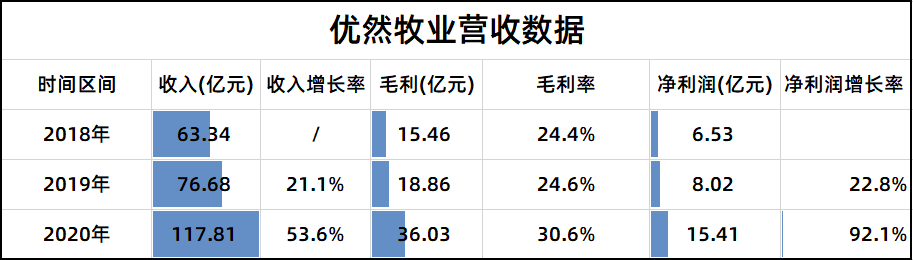 优然牧业营收数据
时间区间 收入(亿元) 收入增长率 毛利(亿元) 毛利率 净利润(亿元) 净利润增长率
2018年 63.34 / 15.46 24.4% 6.53
2019年 76.68 21.1% 18.86 24.6% 8.02 22.8%
2020年 117.81 53.6% 36.03 30.6% 15.41 92.1%